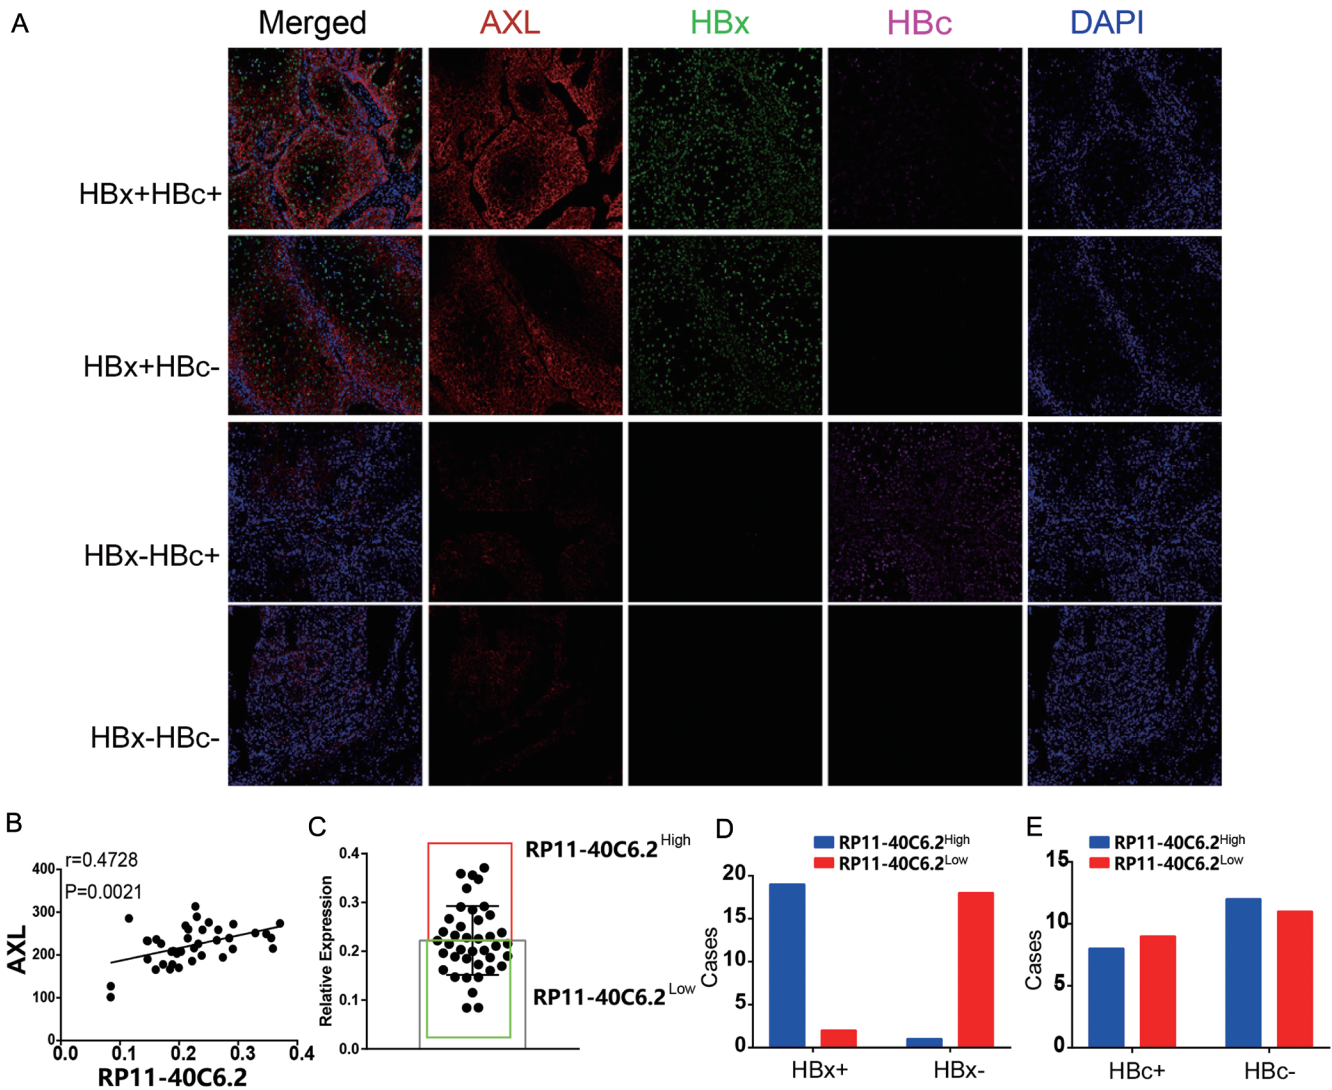 A
Merged AXL HBx HBc DAPI
HBx+HBc+
HBx+HBc-
HBx-HBc+
HBx-HBc-
B
r=0.4728
P=0.0021
400
300
200
100
0
AXL
0.0 0.1 0.2 0.3 0.4
RP11-40C6.2
C
RP11-40C6.2High
RP11-40C6.2Low
0.4
0.3
0.2
0.1
0.0
Relative Expression
D
RP11-40C6.2High
RP11-40C6.2Low
20
15
10
5
0
Cases
HBx+ HBx-
E
RP11-40C6.2High
RP11-40C6.2Low
15
10
5
0
Cases
HBc+ HBc-